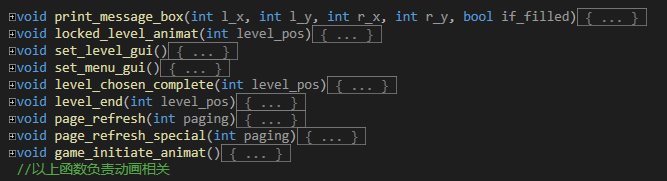 void print_message_box(int l_x, int l_y, int r_x, int r_y, bool if_filled){ ... }
void locked_level_animat(int level_pos){ ... }
void set_level_gui(){ ... }
void set_menu_gui(){ ... }
void level_chosen_complete(int level_pos){ ... }
void level_end(int level_pos){ ... }
void page_refresh(int paging){ ... }
void page_refresh_special(int paging){ ... }
void game_initiate_animat(){ ... }
//以上函数负责动画相关